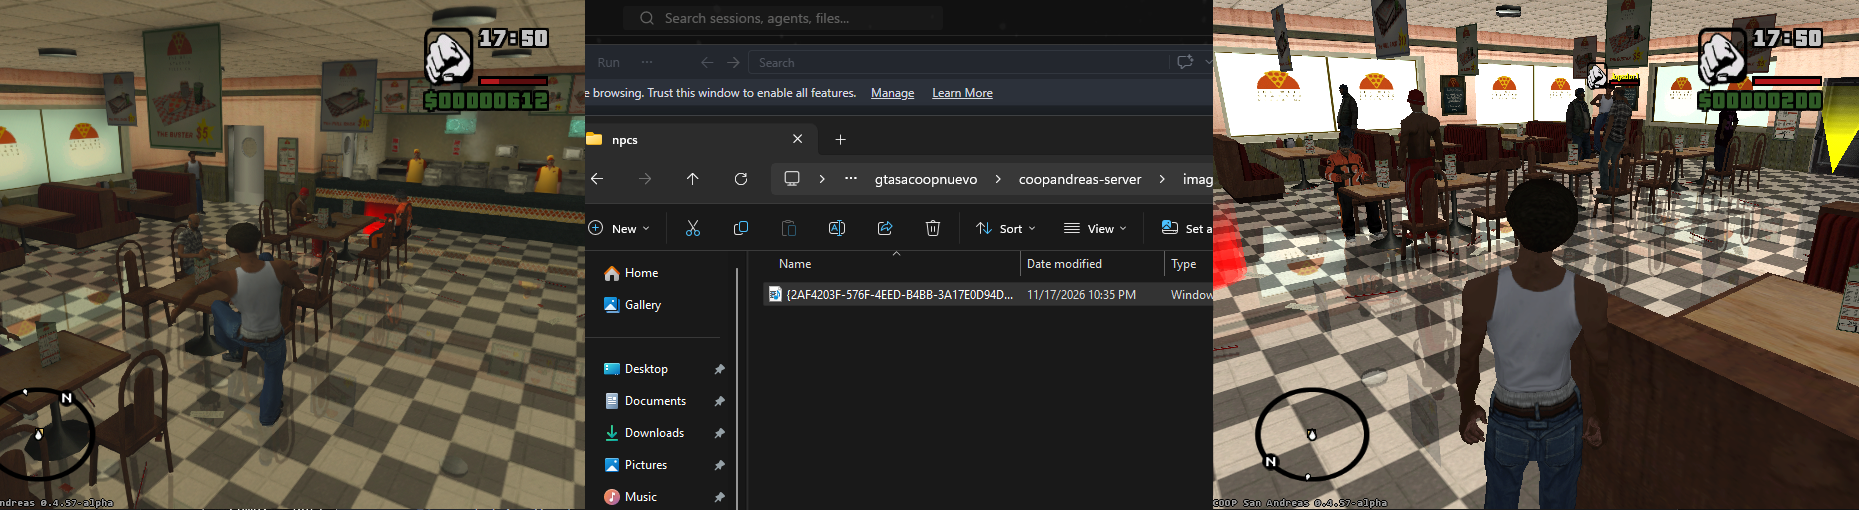 17:50
$00000612
THE BUSTER $5
ndreas 0.4.57-alpha
Search sessions, agents, files...
Run
Search
e browsing. Trust this window to enable all features. Manage Learn More
npcs
gtasacoopnuevo > coopandreas-server > imag
New
Sort
View
Set a
Home
Gallery
Desktop
Documents
Downloads
Pictures
Music
Name
Date modified
Type
{2AF4203F-576F-4EED-B4BB-3A17E0D94D...
11/17/2026 10:35 PM
Window
17:50
$00000200
N
N
COOP San Andreas 0.4.57-alpha